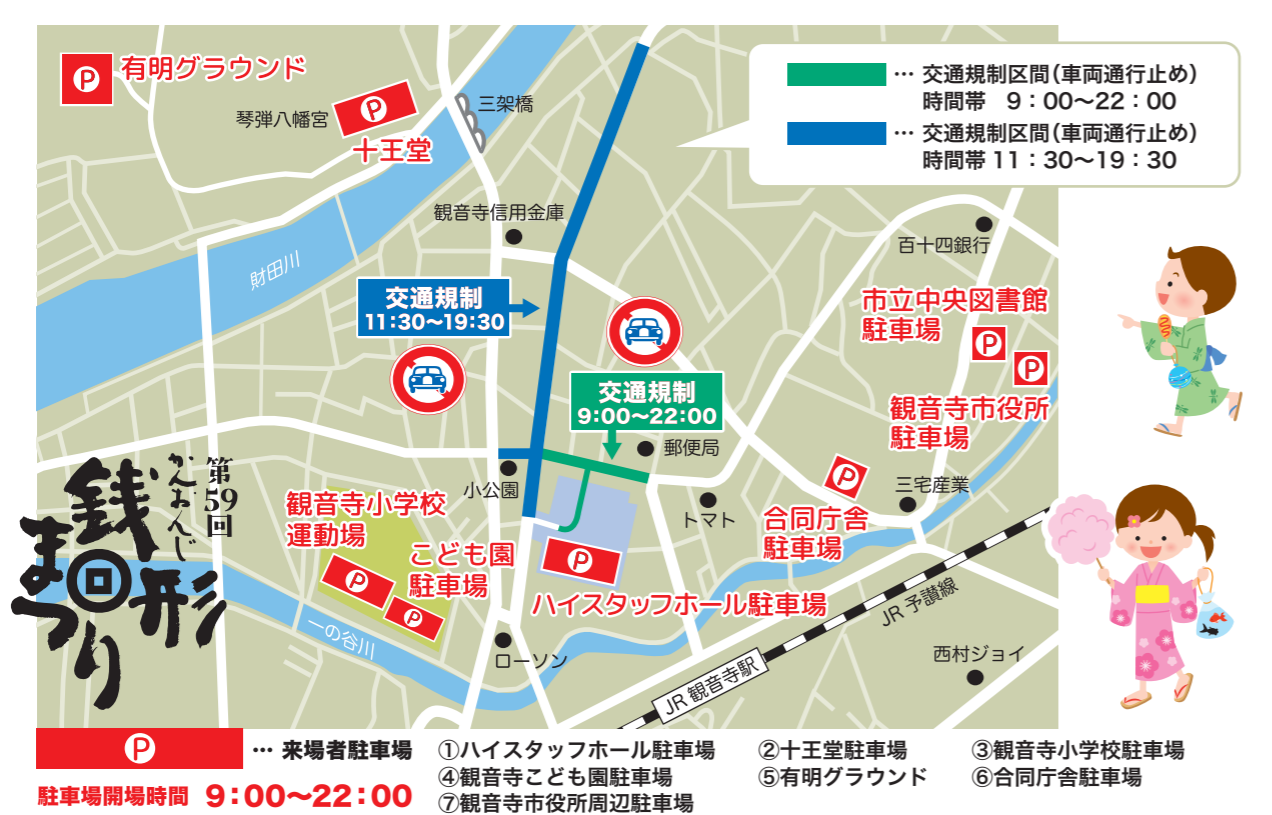 有明グラウンド
琴弾八幡宮
十王堂
三架橋
… 交通規制区間(車両通行止め)
時間帯 9：00〜22：00
… 交通規制区間(車両通行止め)
時間帯 11：30〜19：30
観音寺信用金庫
百十四銀行
財田川
交通規制
11:30〜19:30
交通規制
9:00〜22:00
市立中央図書館
駐車場
P
P
観音寺市役所
駐車場
郵便局
小公園
トマト
P
合同庁舎
駐車場
三宅産業
第59回
かんおんじ
銭形
まつり
観音寺小学校
運動場
P
こども園
駐車場
P
P
ハイスタッフホール駐車場
一の谷川
ローソン
JR 予讃線
JR 観音寺駅
西村ジョイ
P
P
P … 来場者駐車場
駐車場開場時間 9：00〜22：00
①ハイスタッフホール駐車場 ②十王堂駐車場 ③観音寺小学校駐車場
④観音寺こども園駐車場 ⑤有明グラウンド ⑥合同庁舎駐車場
⑦観音寺市役所周辺駐車場